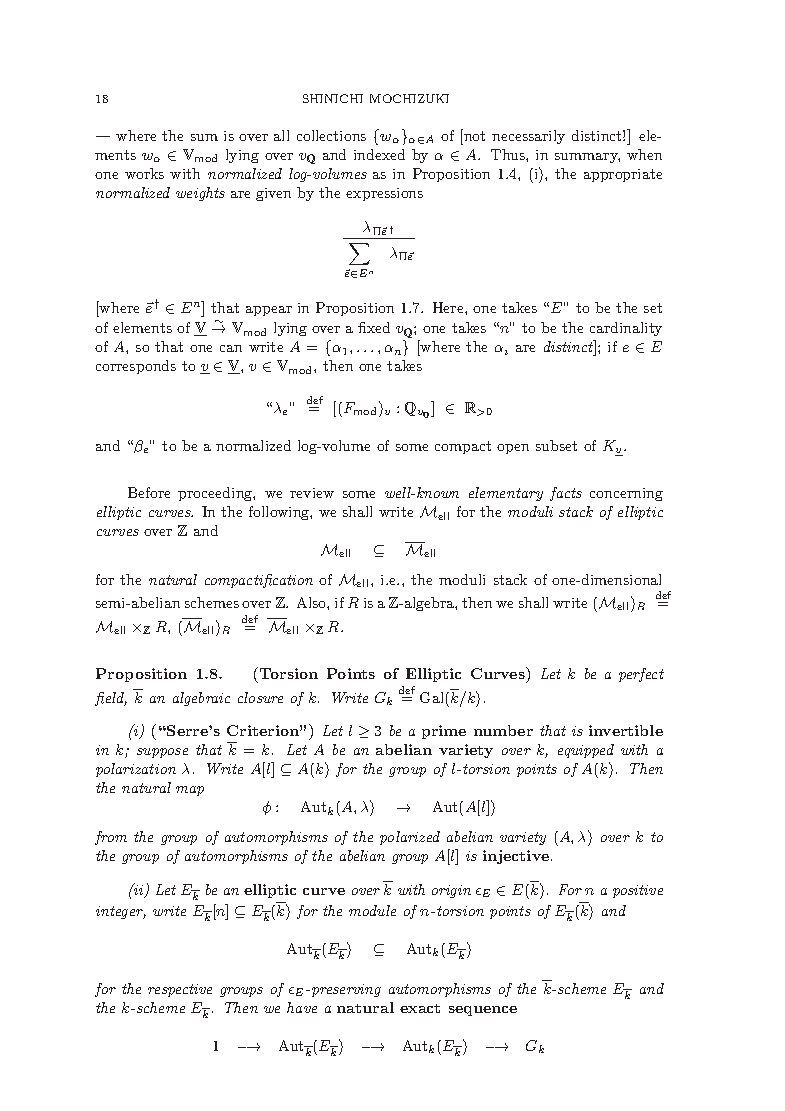 18 SHINICHI MOCHIZUKI
— where the sum is over all collections {w_α}_{α∈A} of [not necessarily distinct!] ele-
ments w_α ∈ 𝕍_mod lying over v_ℚ and indexed by α ∈ A. Thus, in summary, when
one works with normalized log-volumes as in Proposition 1.4, (i), the appropriate
normalized weights are given by the expressions
λ_{Πe⃗†}
∑_{e⃗∈Eⁿ} λ_{Πe⃗}
[where e⃗† ∈ Eⁿ] that appear in Proposition 1.7. Here, one takes “E” to be the set
of elements of 𝕍̲ →̃ 𝕍_mod lying over a fixed v_ℚ; one takes “n” to be the cardinality
of A, so that one can write A = {α₁, . . . , αₙ} [where the αᵢ are distinct]; if e ∈ E
corresponds to v̲ ∈ 𝕍̲, v ∈ 𝕍_mod, then one takes
“λ_e” def= [(F_mod)_v : ℚ_{v_ℚ}] ∈ ℝ_{>0}
and “β_e” to be a normalized log-volume of some compact open subset of K_v̲.
Before proceeding, we review some well-known elementary facts concerning
elliptic curves. In the following, we shall write ℳ_ell for the moduli stack of elliptic
curves over ℤ and
ℳ_ell ⊆ ℳ̅_ell
for the natural compactification of ℳ_ell, i.e., the moduli stack of one-dimensional
semi-abelian schemes over ℤ. Also, if R is a ℤ-algebra, then we shall write (ℳ_ell)_R def=
ℳ_ell ×_ℤ R, (ℳ̅_ell)_R def= ℳ̅_ell ×_ℤ R.
Proposition 1.8. (Torsion Points of Elliptic Curves) Let k be a perfect
field, k̅ an algebraic closure of k. Write G_k def= Gal(k̅/k).
(i) (“Serre’s Criterion”) Let l ≥ 3 be a prime number that is invertible
in k; suppose that k̅ = k. Let A be an abelian variety over k, equipped with a
polarization λ. Write A[l] ⊆ A(k) for the group of l-torsion points of A(k). Then
the natural map
φ : Aut_k(A, λ) → Aut(A[l])
from the group of automorphisms of the polarized abelian variety (A, λ) over k to
the group of automorphisms of the abelian group A[l] is injective.
(ii) Let E_k̅ be an elliptic curve over k̅ with origin ε_E ∈ E(k̅). For n a positive
integer, write E_k̅[n] ⊆ E_k̅(k̅) for the module of n-torsion points of E_k̅(k̅) and
Aut_k̅(E_k̅) ⊆ Aut_k(E_k̅)
for the respective groups of ε_E-preserving automorphisms of the k̅-scheme E_k̅ and
the k-scheme E_k̅. Then we have a natural exact sequence
1 ⟶ Aut_k̅(E_k̅) ⟶ Aut_k(E_k̅) ⟶ G_k